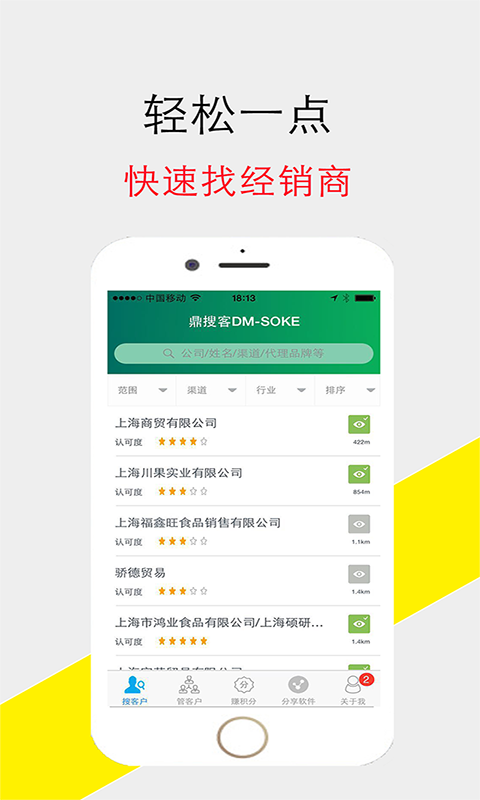 轻松一点
快速找经销商
中国移动 18:13
鼎搜客DM-SOKE
公司/姓名/渠道/代理品牌等
范围 渠道 行业 排序
上海商贸有限公司
认可度 422m
上海川果实业有限公司
认可度 854m
上海福鑫旺食品销售有限公司
认可度 1.1km
骄德贸易
认可度 1.4km
上海市鸿业食品有限公司/上海硕研...
认可度 1.4km
搜客户 管客户 赚积分 分享软件 关于我
分 2